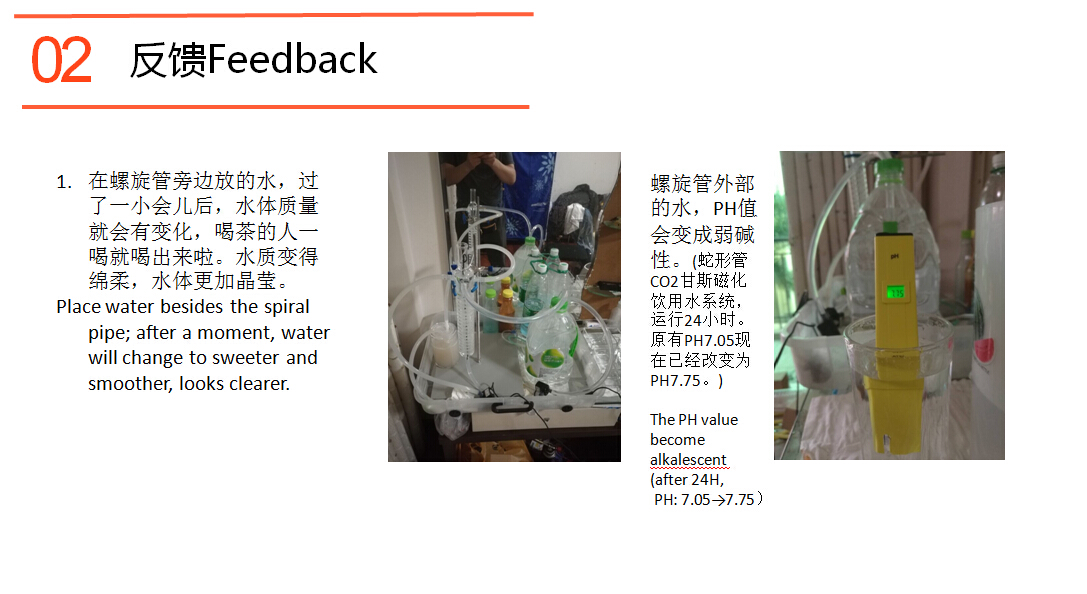 02 反馈Feedback
1. 在螺旋管旁边放的水，过
了一小会儿后，水体质量
就会有变化，喝茶的人一
喝就喝出来啦。水质变得
绵柔，水体更加晶莹。
Place water besides the spiral
pipe; after a moment, water
will change to sweeter and
smoother, looks clearer.
螺旋管外部
的水，PH值
会变成弱碱
性。(蛇形管
CO2甘斯磁化
饮用水系统，
运行24小时。
原有PH7.05现
在已经改变为
PH7.75。)
The PH value
become
alkalescent
(after 24H,
PH: 7.05→7.75）
pH
7.75